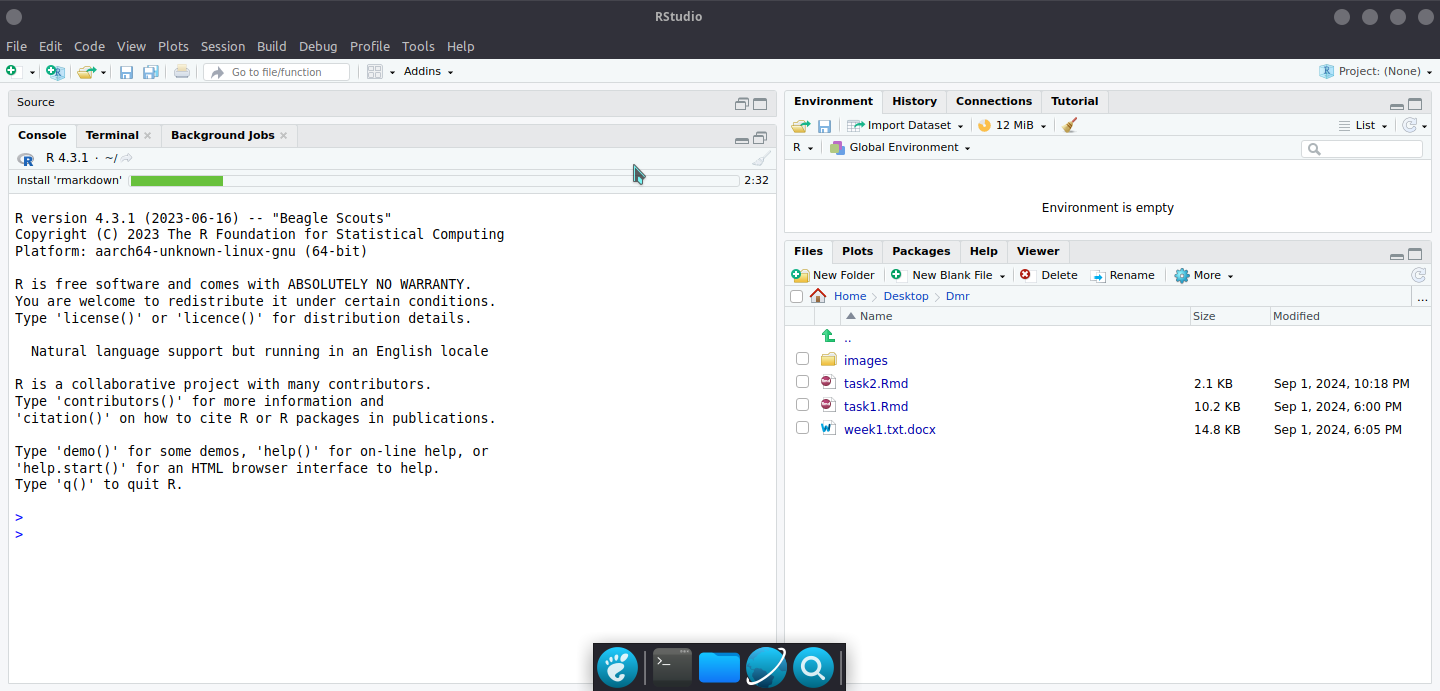 RStudio
File Edit Code View Plots Session Build Debug Profile Tools Help
Go to file/function Addins Project: (None)
Source
Console Terminal Background Jobs
R 4.3.1 · ~/
Install 'rmarkdown' 2:32
R version 4.3.1 (2023-06-16) -- "Beagle Scouts"
Copyright (C) 2023 The R Foundation for Statistical Computing
Platform: aarch64-unknown-linux-gnu (64-bit)
R is free software and comes with ABSOLUTELY NO WARRANTY.
You are welcome to redistribute it under certain conditions.
Type 'license()' or 'licence()' for distribution details.
Natural language support but running in an English locale
R is a collaborative project with many contributors.
Type 'contributors()' for more information and
'citation()' on how to cite R or R packages in publications.
Type 'demo()' for some demos, 'help()' for on-line help, or
'help.start()' for an HTML browser interface to help.
Type 'q()' to quit R.
>
>
Environment History Connections Tutorial
Import Dataset 12 MiB List
R Global Environment
Environment is empty
Files Plots Packages Help Viewer
New Folder New Blank File Delete Rename More
Home Desktop Dmr ...
Name Size Modified
..
images
task2.Rmd 2.1 KB Sep 1, 2024, 10:18 PM
task1.Rmd 10.2 KB Sep 1, 2024, 6:00 PM
week1.txt.docx 14.8 KB Sep 1, 2024, 6:05 PM